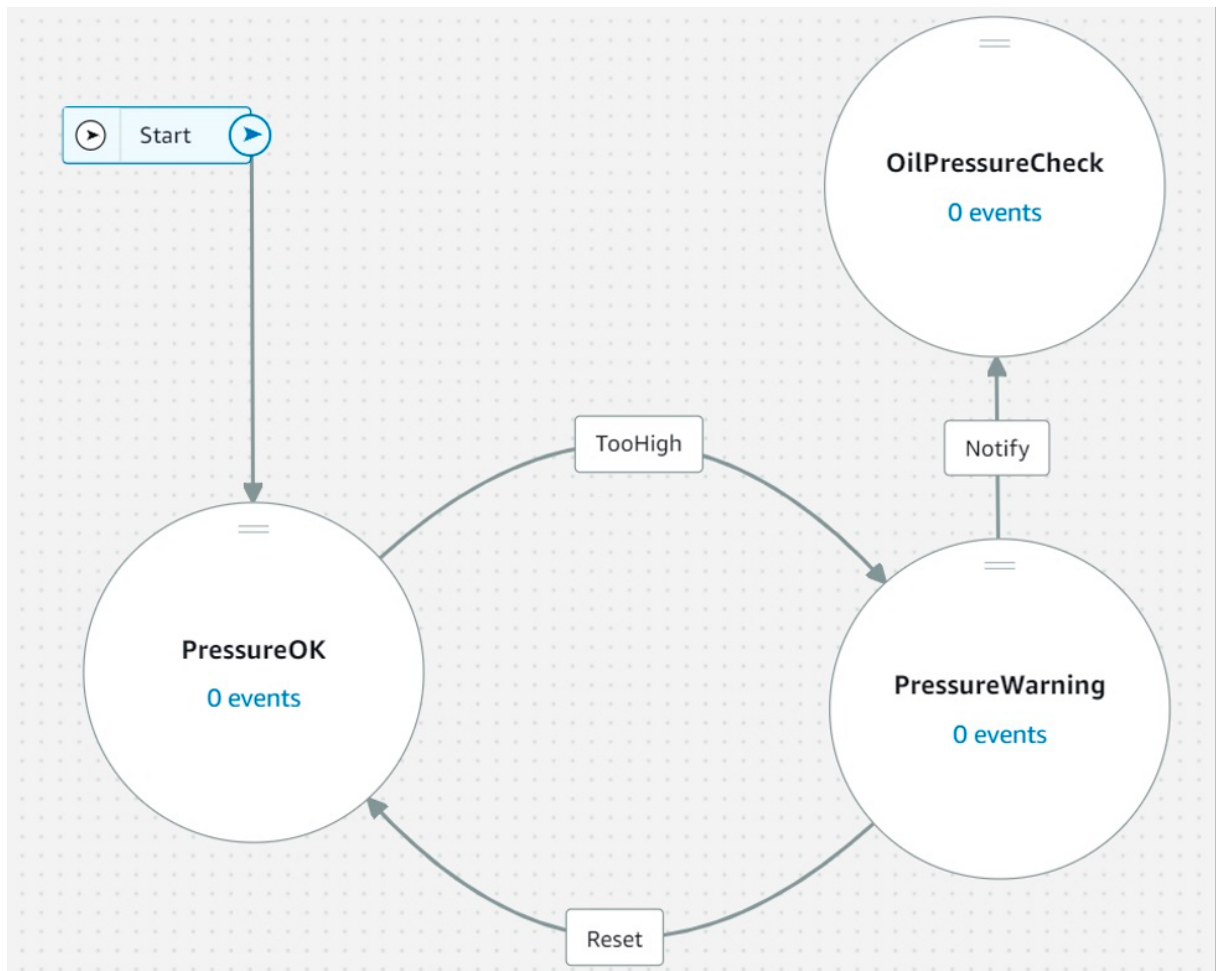 Start
OilPressureCheck
0 events
TooHigh
Notify
PressureOK
0 events
PressureWarning
0 events
Reset